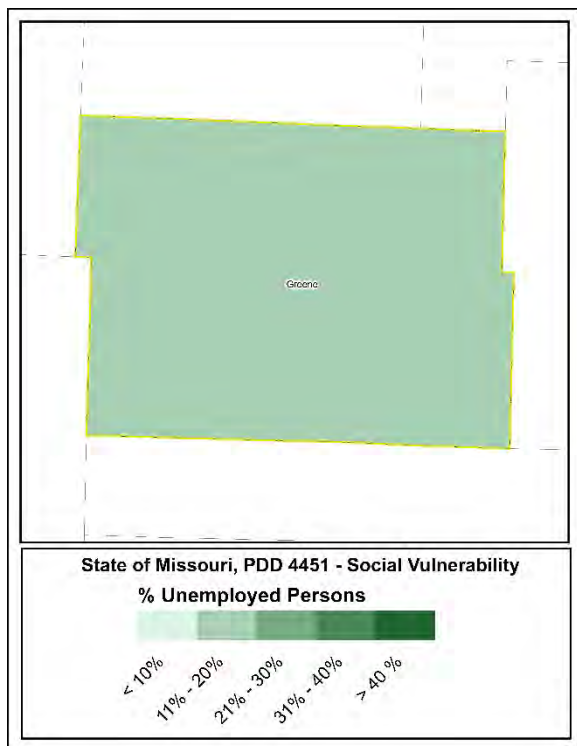 Greene
State of Missouri, PDD 4451 - Social Vulnerability
% Unemployed Persons
< 10%
11% - 20%
21% - 30%
31% - 40%
> 40 %